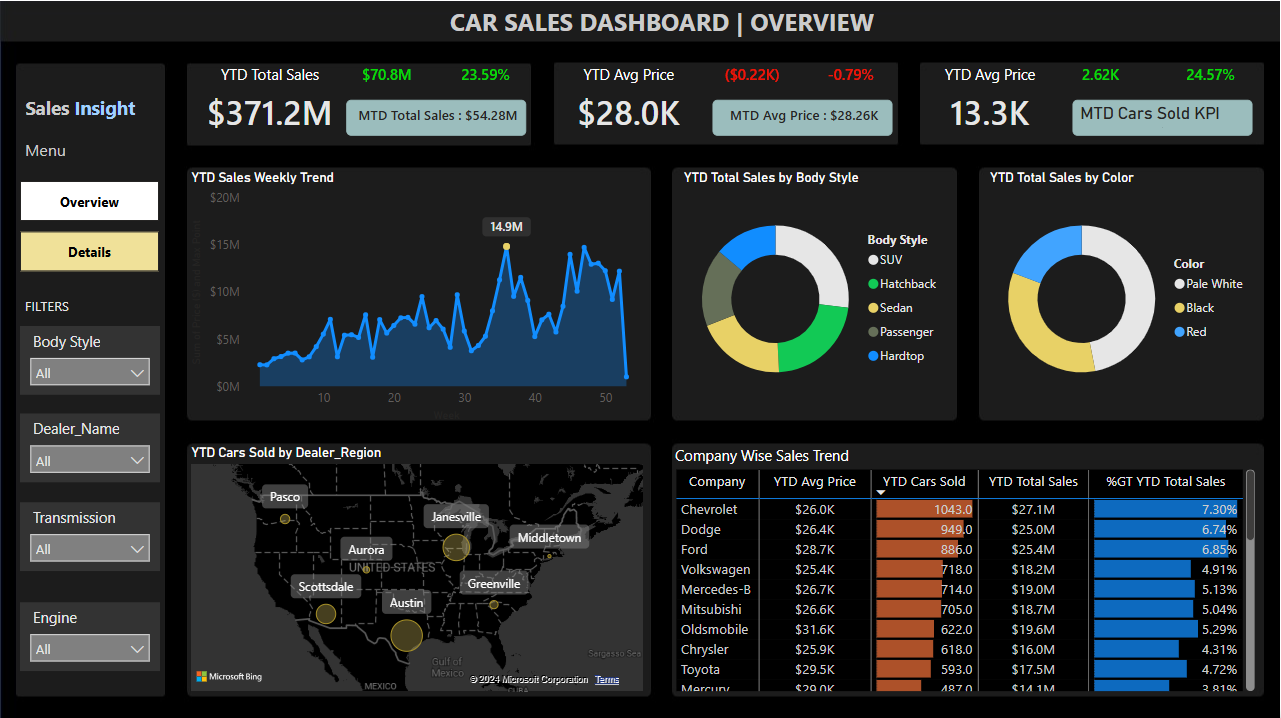 CAR SALES DASHBOARD | OVERVIEW
Sales Insight
Menu
Overview
Details
FILTERS
Body Style
All
Dealer_Name
All
Transmission
All
Engine
All
YTD Total Sales $70.8M 23.59%
$371.2M MTD Total Sales : $54.28M
YTD Avg Price ($0.22K) -0.79%
$28.0K MTD Avg Price : $28.26K
YTD Avg Price 2.62K 24.57%
13.3K MTD Cars Sold KPI
YTD Sales Weekly Trend
$20M
$15M
$10M
$5M
$0M
14.9M
10 20 30 40 50
YTD Total Sales by Body Style
Body Style
SUV
Hatchback
Sedan
Passenger
Hardtop
YTD Total Sales by Color
Color
Pale White
Black
Red
YTD Cars Sold by Dealer_Region
Pasco
Janesville
Middletown
Aurora
UNITED STATES
Scottsdale
Greenville
Austin
Gulf of
Mexico
Sargasso Sea
MEXICO
CUBA
Microsoft Bing
© 2024 Microsoft Corporation Terms
Company Wise Sales Trend
Company YTD Avg Price YTD Cars Sold YTD Total Sales %GT YTD Total Sales
Chevrolet $26.0K 1043.0 $27.1M 7.30%
Dodge $26.4K 949.0 $25.0M 6.74%
Ford $28.7K 886.0 $25.4M 6.85%
Volkswagen $25.4K 718.0 $18.2M 4.91%
Mercedes-B $26.7K 714.0 $19.0M 5.13%
Mitsubishi $26.6K 705.0 $18.7M 5.04%
Oldsmobile $31.6K 622.0 $19.6M 5.29%
Chrysler $25.9K 618.0 $16.0M 4.31%
Toyota $29.5K 593.0 $17.5M 4.72%
Mercury $29.0K 487.0 $14.1M 3.81%